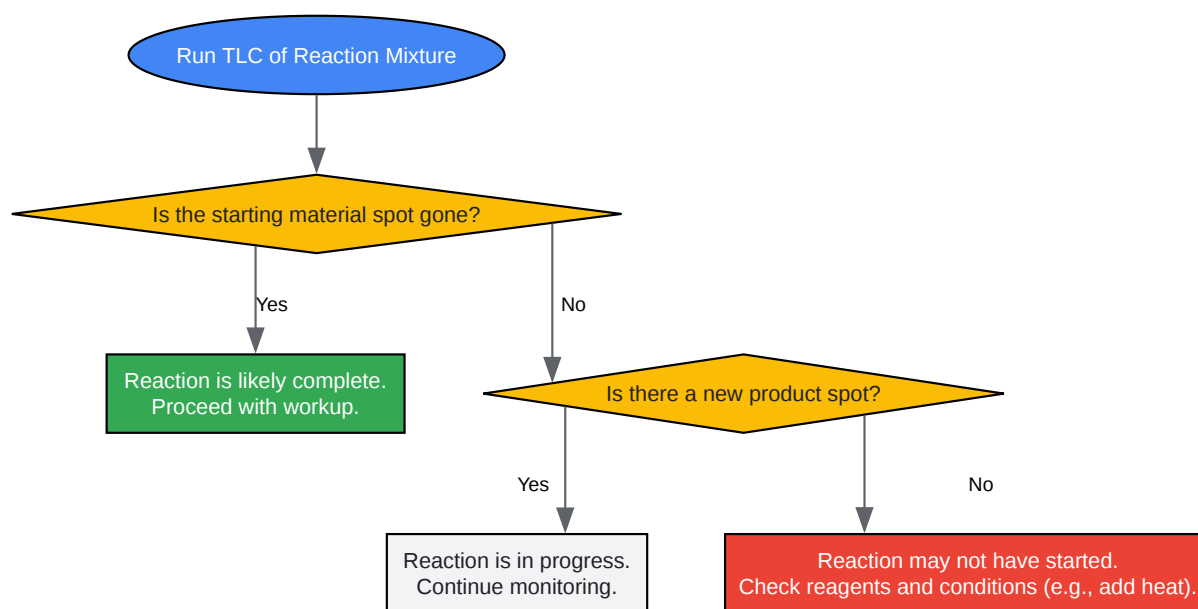 Run TLC of Reaction Mixture
Is the starting material spot gone?
Yes
No
Reaction is likely complete.
Proceed with workup.
Is there a new product spot?
Yes
No
Reaction is in progress.
Continue monitoring.
Reaction may not have started.
Check reagents and conditions (e.g., add heat).